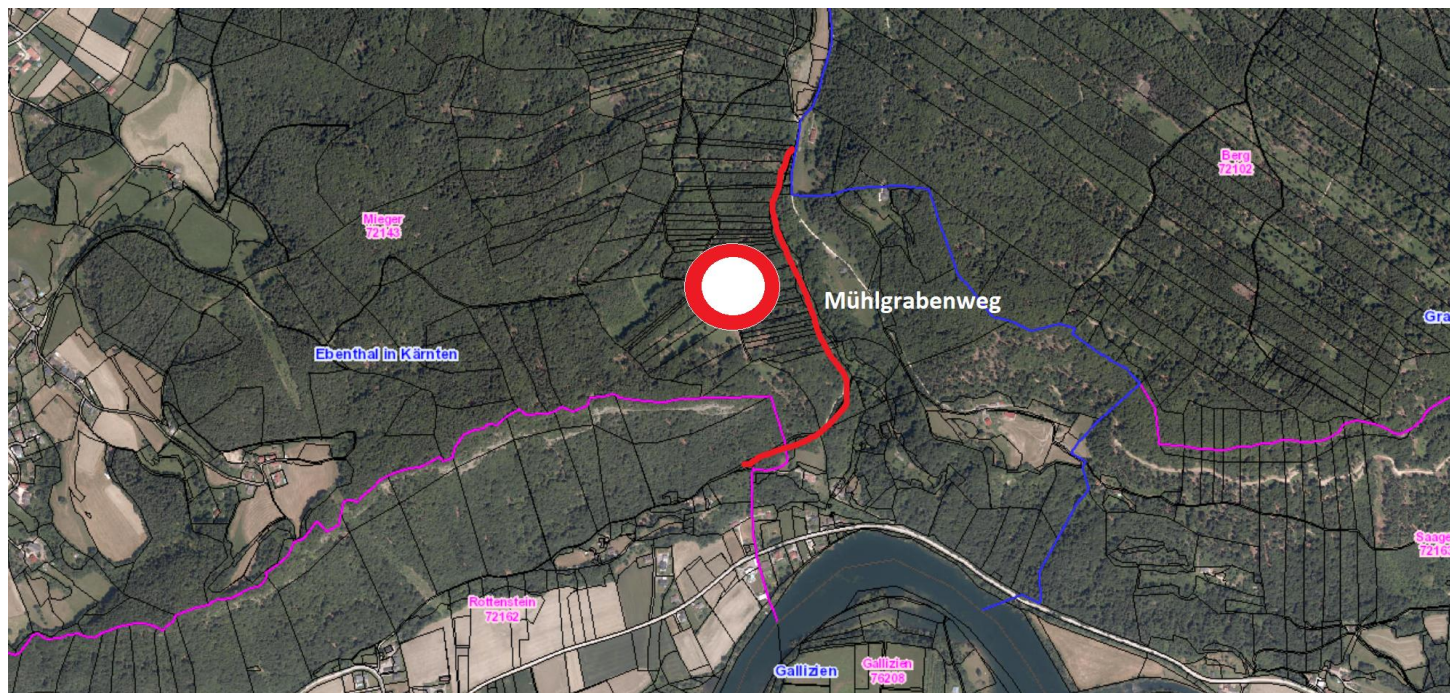 Berg
72102
Mieger
72143
Mühlgrabenweg
Gra
Ebenthal in Kärnten
Saage
7216
Rottenstein
72162
Gallizien
Gallizien
76208